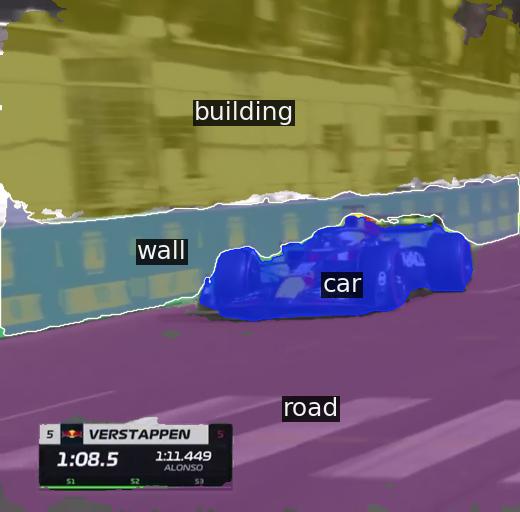 building
wall
car
road
5 VERSTAPPEN 5
1:08.5 1:11.449
ALONSO
S1 S2 S3